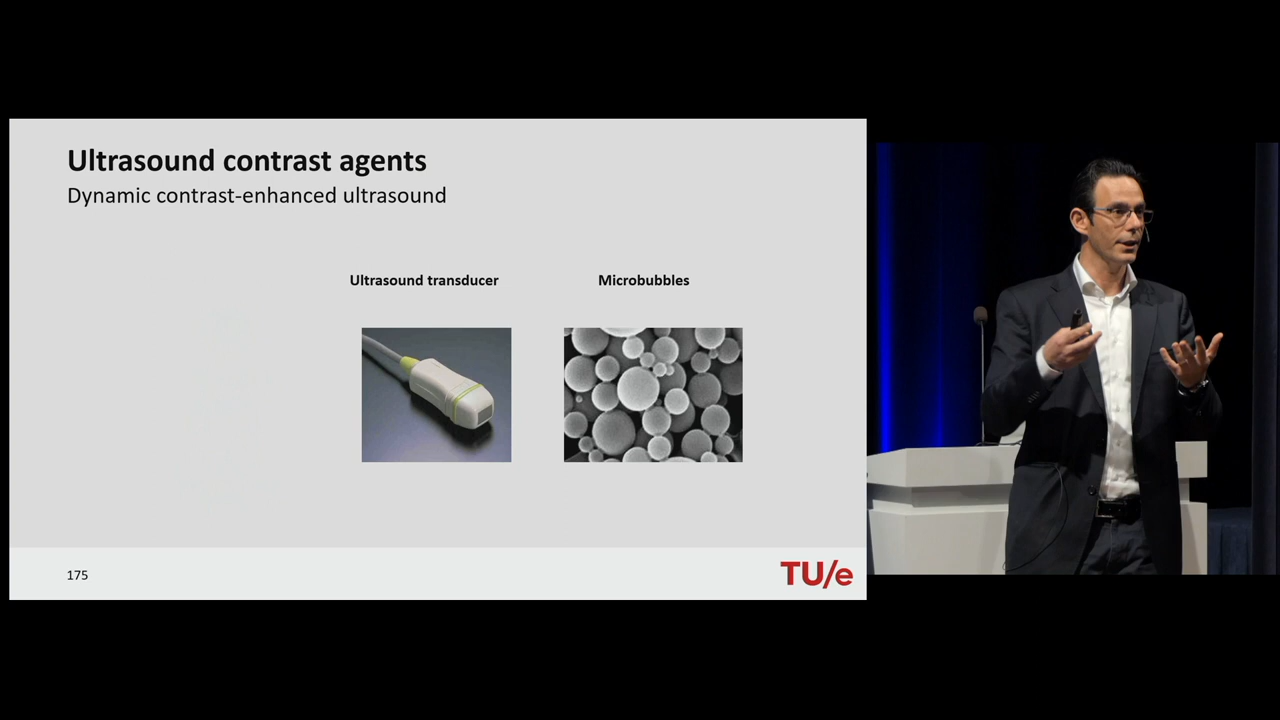 Ultrasound contrast agents
Dynamic contrast-enhanced ultrasound
Ultrasound transducer
Microbubbles
175
TU/e